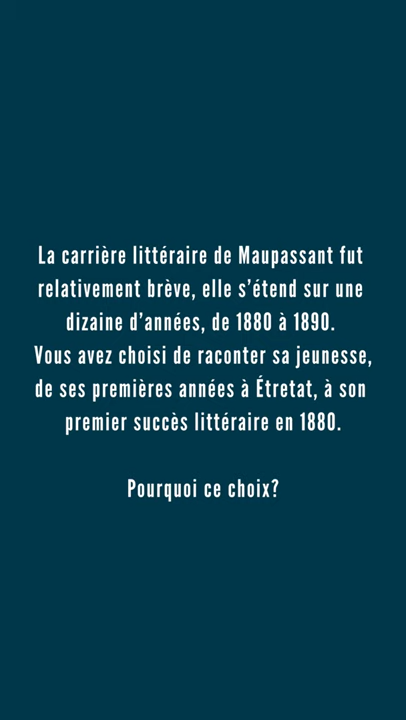 La carrière littéraire de Maupassant fut
relativement brève, elle s'étend sur une
dizaine d'années, de 1880 à 1890.
Vous avez choisi de raconter sa jeunesse,
de ses premières années à Étretat, à son
premier succès littéraire en 1880.
Pourquoi ce choix?